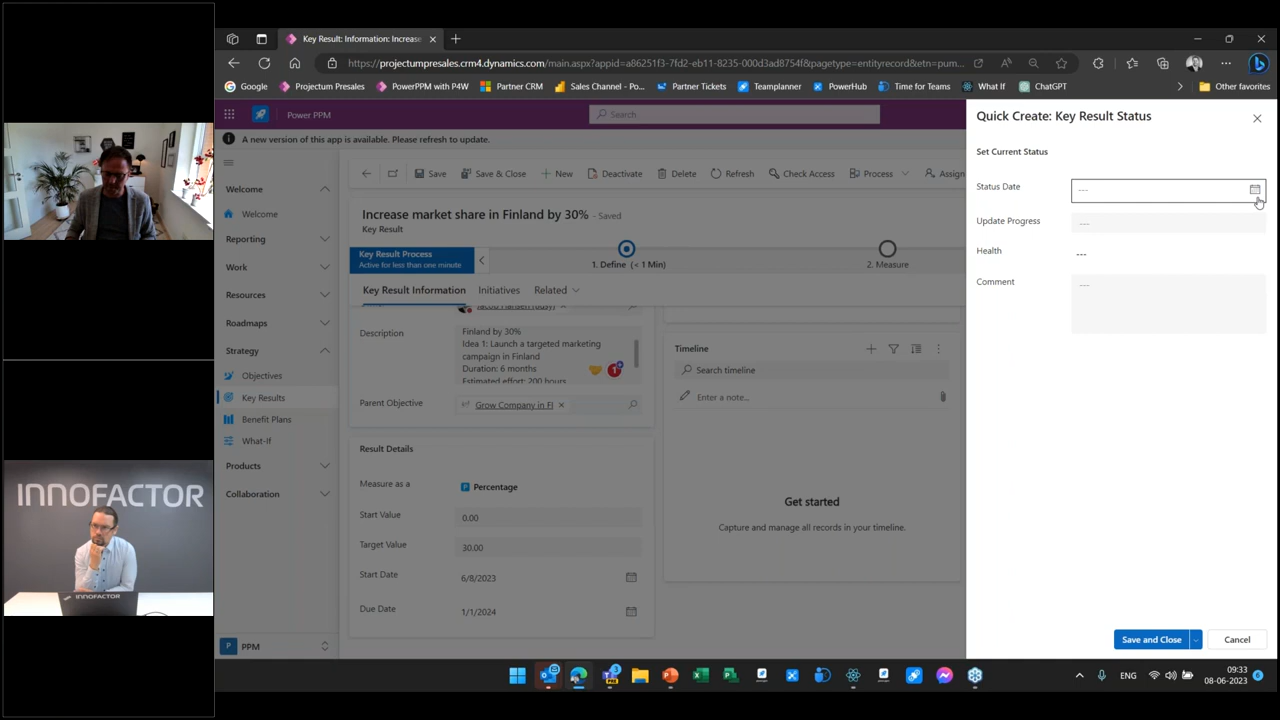 Key Result: Information: Increase
https://projectumpresales.crm4.dynamics.com/main.aspx?appid=a86251f3-7fd2-eb11-8235-000d3ad8754f&pagetype=entityrecord&etn=pum...
Google
Projectum Presales
PowerPPM with P4W
Partner CRM
Sales Channel - Po...
Partner Tickets
Teamplanner
PowerHub
Time for Teams
What If
ChatGPT
Other favorites
Power PPM
Search
A new version of this app is available. Please refresh to update.
Save
Save & Close
New
Deactivate
Delete
Refresh
Check Access
Process
Assign
Welcome
Welcome
Reporting
Work
Resources
Roadmaps
Strategy
Objectives
Key Results
Benefit Plans
What-If
Products
Collaboration
P PPM
Increase market share in Finland by 30% - Saved
Key Result
Key Result Process
Active for less than one minute
1. Define (< 1 Min)
2. Measure
Key Result Information
Initiatives
Related
Jacob Hansen (Today)
Description
Finland by 30%
Idea 1: Launch a targeted marketing
campaign in Finland
Duration: 6 months
Estimated effort: 200 hours
1
Parent Objective
Grow Company in FI
Result Details
Measure as a
Percentage
Start Value
0.00
Target Value
30.00
Start Date
6/8/2023
Due Date
1/1/2024
Timeline
Search timeline
Enter a note...
Get started
Capture and manage all records in your timeline.
Quick Create: Key Result Status
Set Current Status
Status Date
---
Update Progress
---
Health
---
Comment
---
Save and Close
Cancel
INNOFACTOR
INNOFACTOR
ENG
09:33
08-06-2023